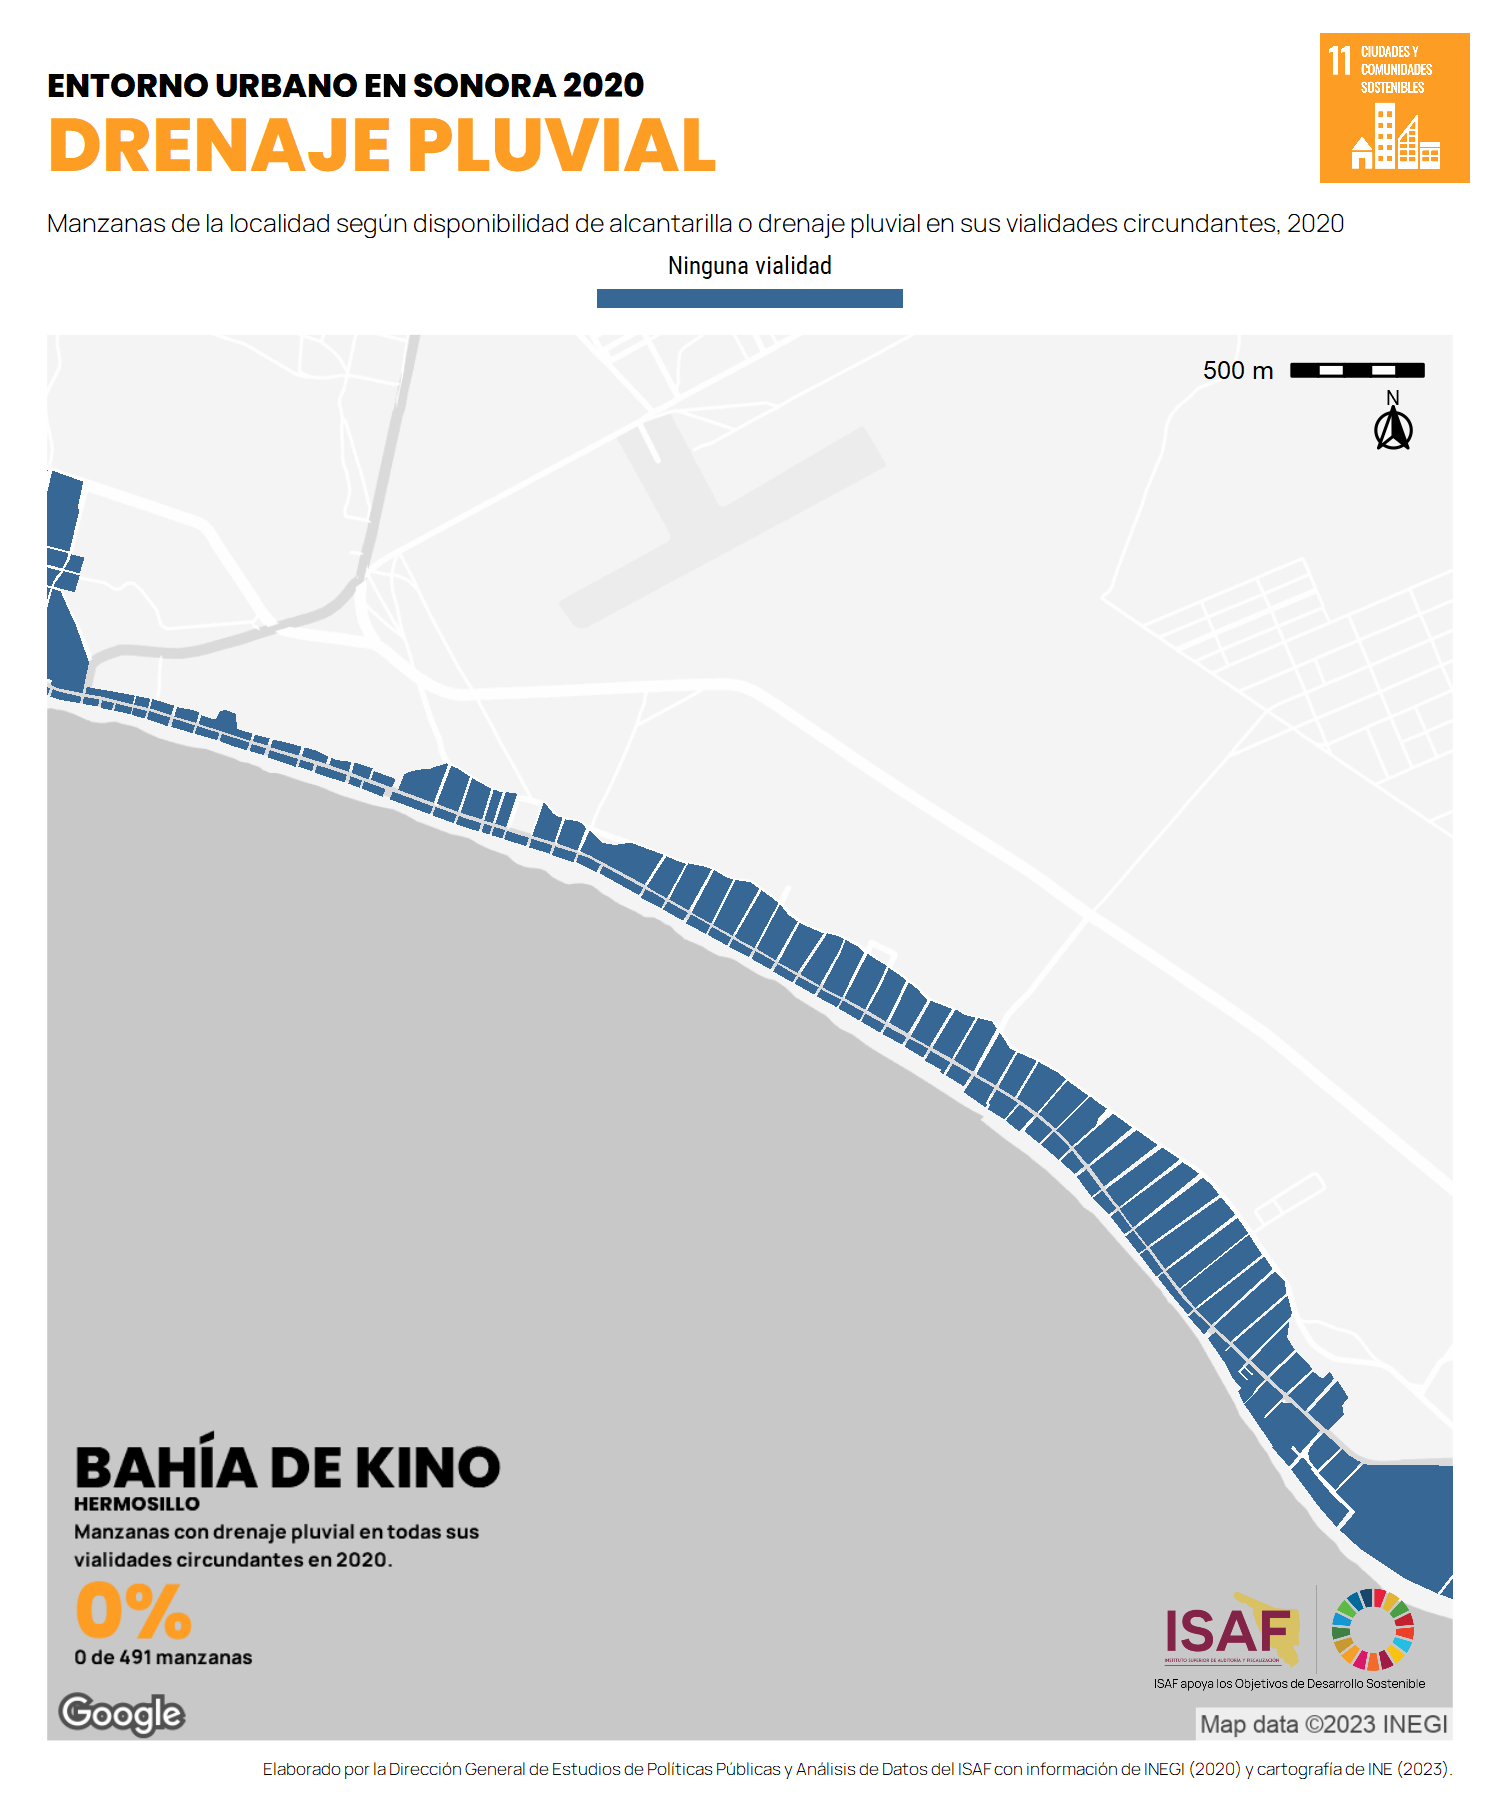 ENTORNO URBANO EN SONORA 2020
DRENAJE PLUVIAL
11 CIUDADES Y
COMUNIDADES
SOSTENIBLES
Manzanas de la localidad según disponibilidad de alcantarilla o drenaje pluvial en sus vialidades circundantes, 2020
Ninguna vialidad
500 m
N
BAHÍA DE KINO
HERMOSILLO
Manzanas con drenaje pluvial en todas sus
vialidades circundantes en 2020.
0%
0 de 491 manzanas
ISAF
INSTITUTO SUPERIOR DE AUDITORÍA Y FISCALIZACIÓN
ISAF apoya los Objetivos de Desarrollo Sostenible
Google
Map data ©2023 INEGI
Elaborado por la Dirección General de Estudios de Políticas Públicas y Análisis de Datos del ISAF con información de INEGI (2020) y cartografía de INE (2023).